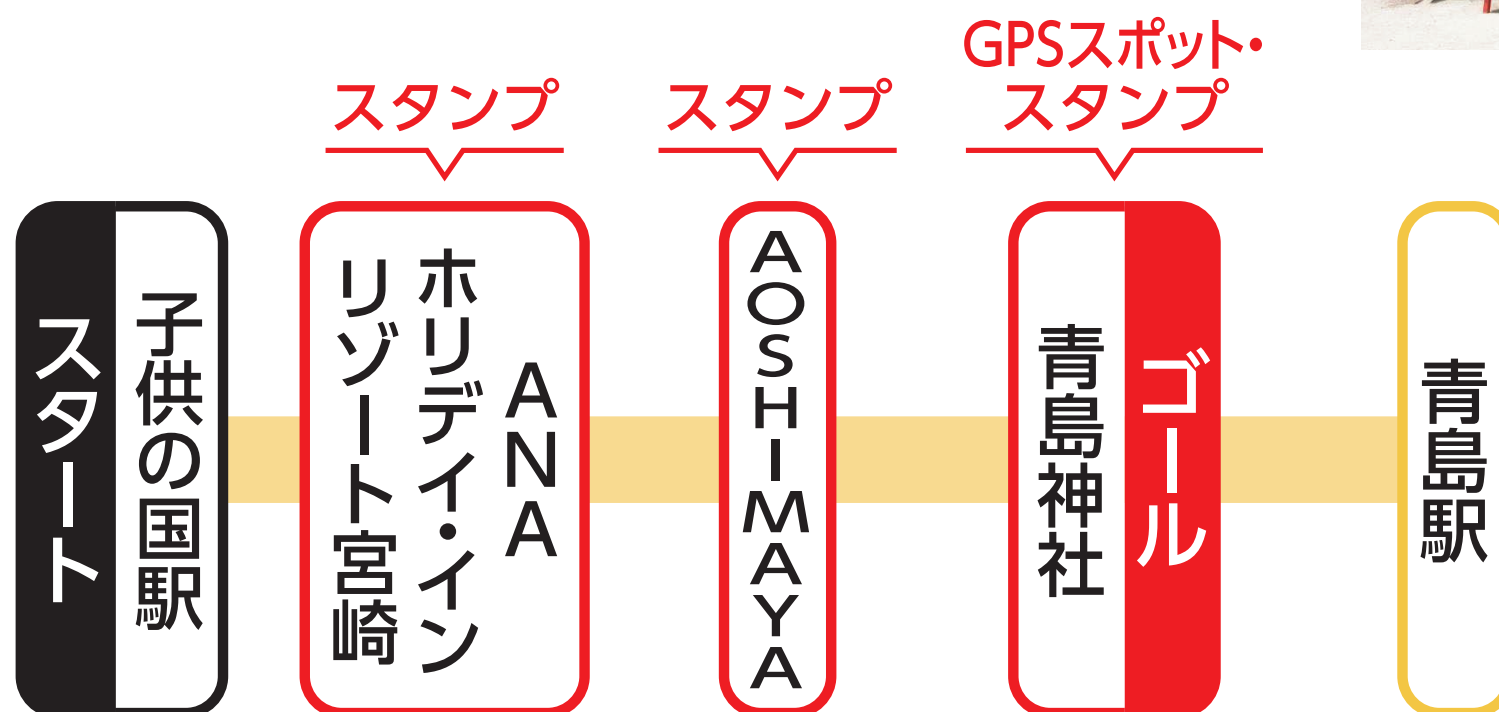 スタンプ
スタンプ
GPSスポット・
スタンプ
スタート
子供の国駅
ANA
ホリデイ・イン
リゾート宮崎
AOSHIMAYA
青島神社
ゴール
青島駅